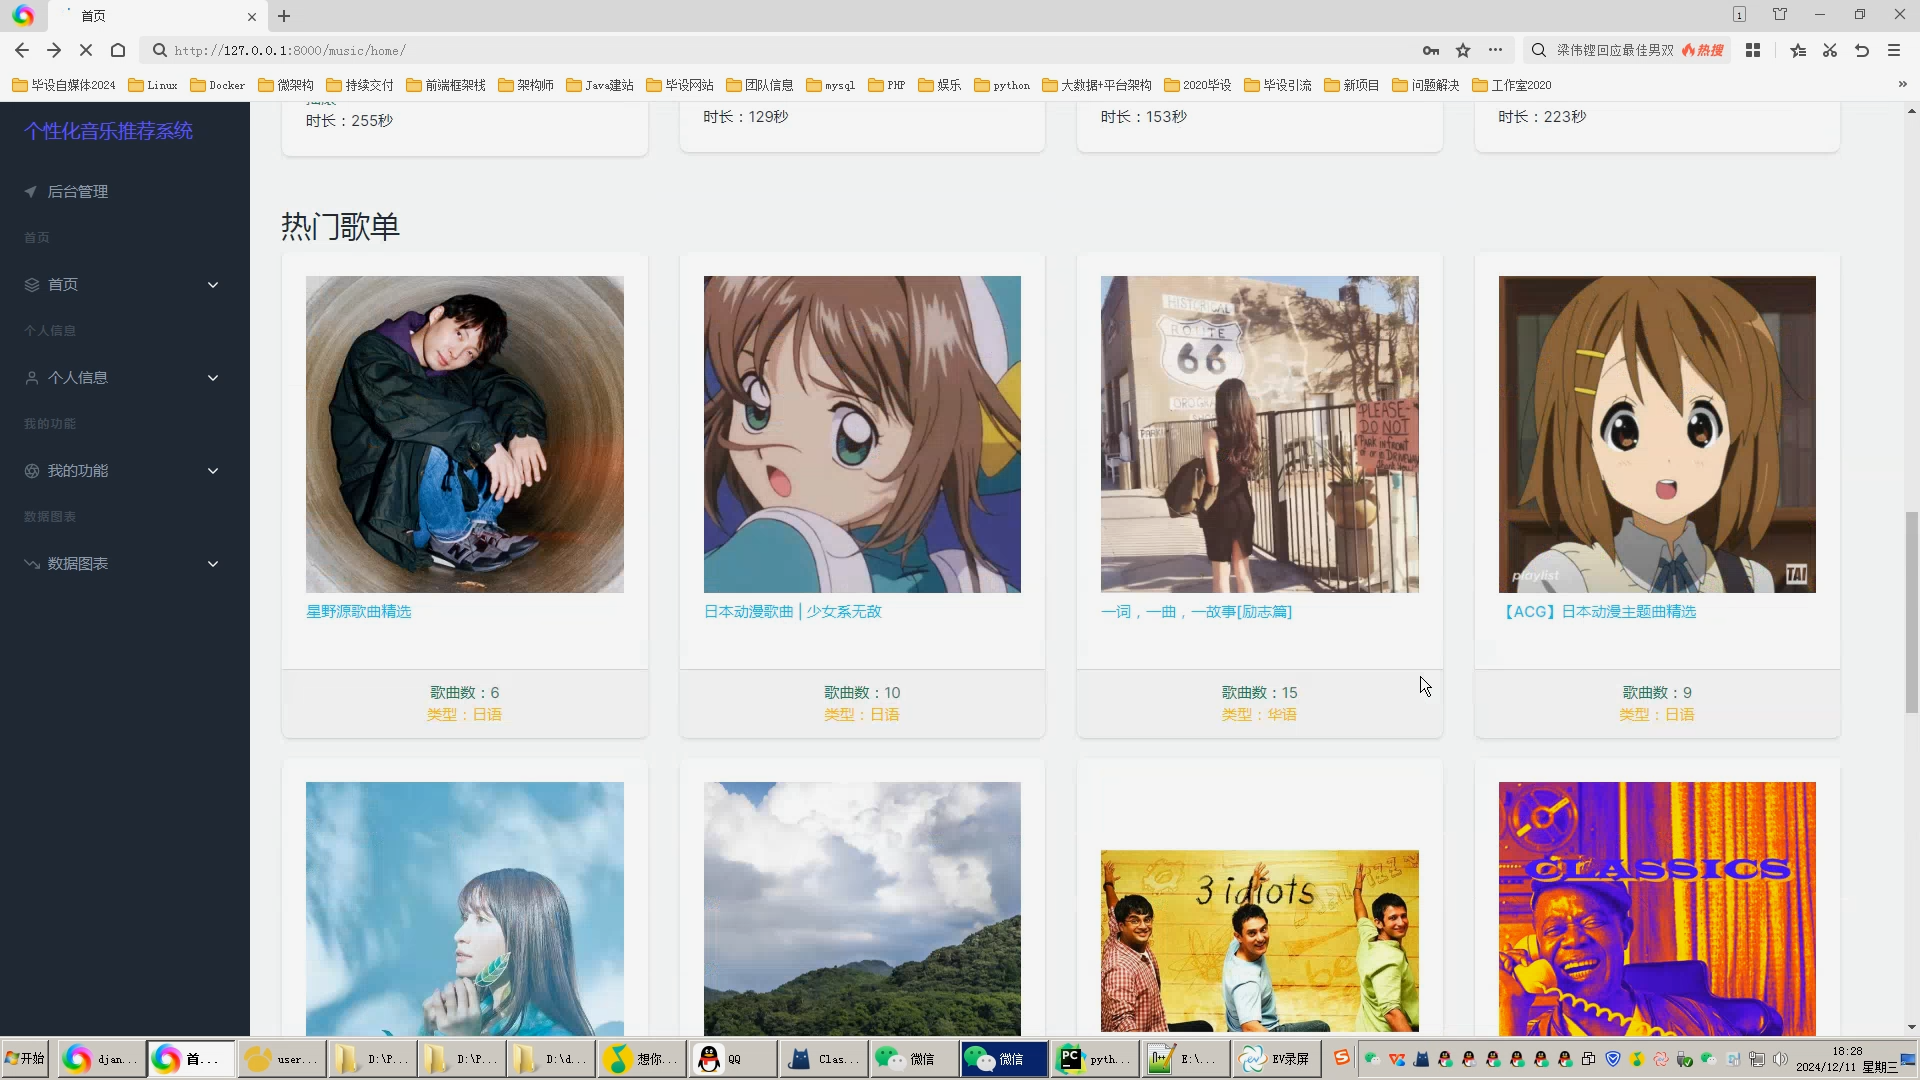 首页
1
http://127.0.0.1:8000/music/home/
梁伟铿回应最佳男双 热搜
毕设自媒体2024 Linux Docker 微架构 持续交付 前端框架栈 架构师 Java建站 毕设网站 团队信息 mysql PHP 娱乐 python 大数据+平台架构 2020毕设 毕设引流 新项目 问题解决 工作室2020
个性化音乐推荐系统
后台管理
首页
首页
个人信息
个人信息
我的功能
我的功能
数据图表
数据图表
时长：255秒
时长：129秒
时长：153秒
时长：223秒
热门歌单
HISTORICAL
ROUTE
66
PLEASE-
DO NOT
PARK in front
playlist
TAI
星野源歌曲精选
日本动漫歌曲 | 少女系无敌
一词，一曲，一故事[励志篇]
【ACG】日本动漫主题曲精选
歌曲数：6
类型：日语
歌曲数：10
类型：日语
歌曲数：15
类型：华语
歌曲数：9
类型：日语
3 idiots
CLASSICS
开始 djan... 首... user... D:\P... D:\P... D:\d... 想你... QQ Clas... 微信 微信 pyth... E:\... EV录屏
18:28
2024/12/11 星期三